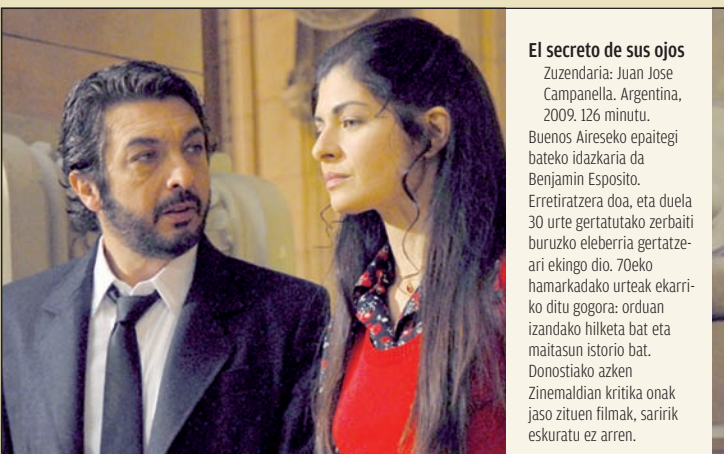 El secreto de sus ojos
Zuzendaria: Juan Jose
Campanella. Argentina,
2009. 126 minutu.
Buenos Aireseko epaitegi
bateko idazkaria da
Benjamin Esposito.
Erretiratzera doa, eta duela
30 urte gertatutako zerbaiti
buruzko eleberria gertatze-
ari ekingo dio. 70eko
hamarkadako urteak ekarri-
ko ditu gogora: orduan
izandako hilketa bat eta
maitasun istorio bat.
Donostiako azken
Zinemaldian kritika onak
jaso zituen filmak, saririk
eskuratu ez arren.